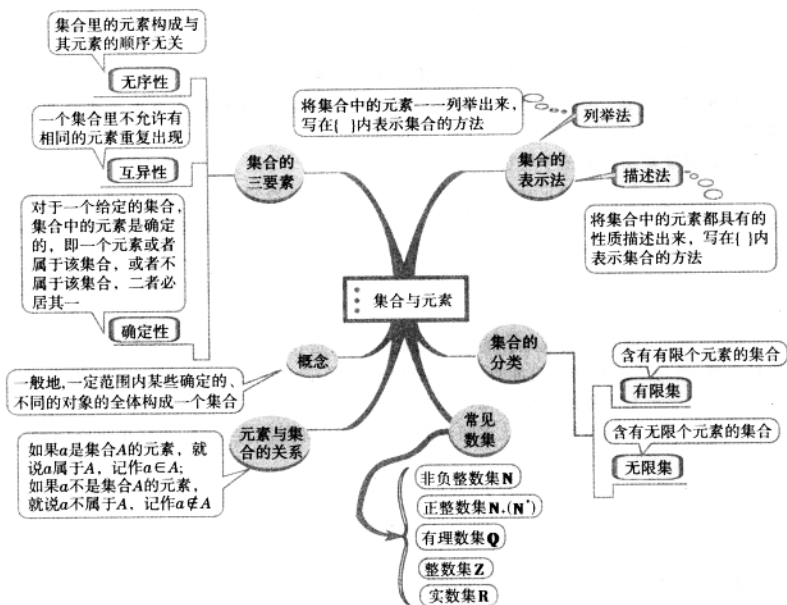 集合里的元素构成与
其元素的顺序无关
无序性
一个集合里不允许有
相同的元素重复出现
互异性
对于一个给定的集合,
集合中的元素是确定
的，即一个元素或者
属于该集合，或者不
属于该集合，二者必
居其一
确定性
集合的
三要素
将集合中的元素一一列举出来，
写在{ }内表示集合的方法
列举法
集合的
表示法
描述法
将集合中的元素都具有的
性质描述出来，写在{ }内
表示集合的方法
集合与元素
概念
一般地,一定范围内某些确定的、
不同的对象的全体构成一个集合
元素与集
合的关系
如果a是集合A的元素，就
说a属于A，记作a∈A;
如果a不是集合A的元素，
就说a不属于A，记作a∉A
集合的
分类
含有有限个元素的集合
有限集
含有无限个元素的集合
无限集
常见
数集
非负整数集N
正整数集N₊(N*)
有理数集Q
整数集Z
实数集R